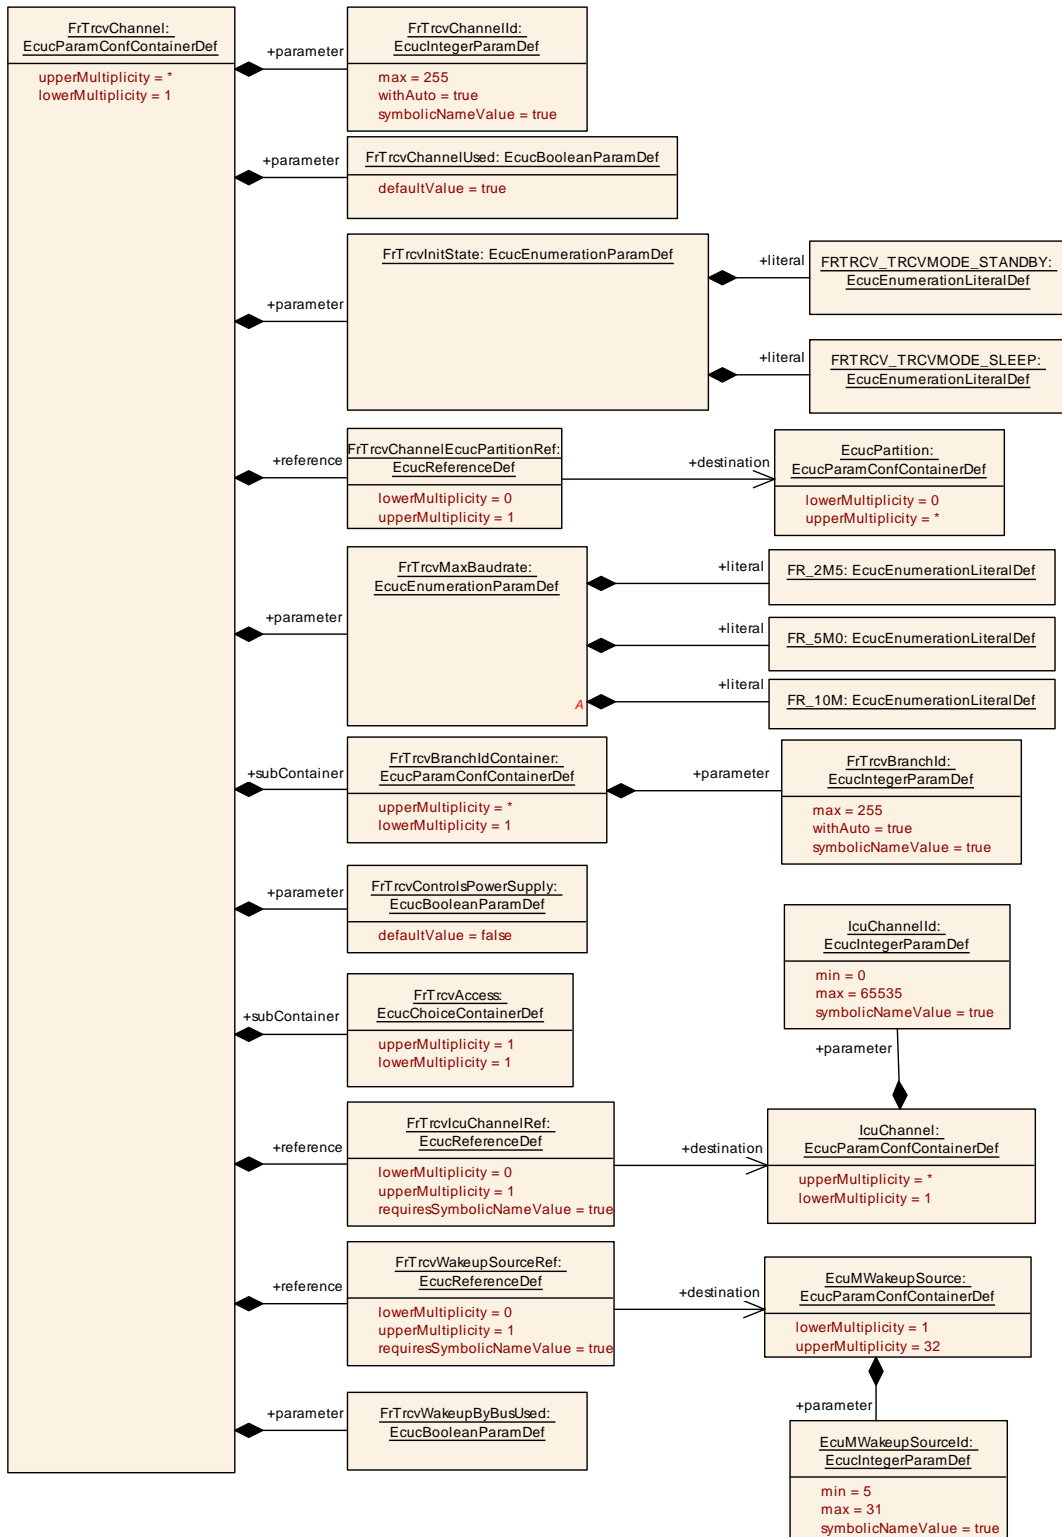 FrTrcvChannel:
EcucParamConfContainerDef
upperMultiplicity = *
lowerMultiplicity = 1
+parameter
FrTrcvChannelId:
EcucIntegerParamDef
max = 255
withAuto = true
symbolicNameValue = true
+parameter
FrTrcvChannelUsed: EcucBooleanParamDef
defaultValue = true
+parameter
FrTrcvInitState: EcucEnumerationParamDef
+literal
FRTRCV_TRCVMODE_STANDBY:
EcucEnumerationLiteralDef
+literal
FRTRCV_TRCVMODE_SLEEP:
EcucEnumerationLiteralDef
+reference
FrTrcvChannelEcucPartitionRef:
EcucReferenceDef
lowerMultiplicity = 0
upperMultiplicity = 1
+destination
EcucPartition:
EcucParamConfContainerDef
lowerMultiplicity = 0
upperMultiplicity = *
+parameter
FrTrcvMaxBaudrate:
EcucEnumerationParamDef
A
+literal
FR_2M5: EcucEnumerationLiteralDef
+literal
FR_5M0: EcucEnumerationLiteralDef
+literal
FR_10M: EcucEnumerationLiteralDef
+subContainer
FrTrcvBranchIdContainer:
EcucParamConfContainerDef
upperMultiplicity = *
lowerMultiplicity = 1
+parameter
FrTrcvBranchId:
EcucIntegerParamDef
max = 255
withAuto = true
symbolicNameValue = true
+parameter
FrTrcvControlsPowerSupply:
EcucBooleanParamDef
defaultValue = false
+subContainer
FrTrcvAccess:
EcucChoiceContainerDef
upperMultiplicity = 1
lowerMultiplicity = 1
IcuChannelId:
EcucIntegerParamDef
min = 0
max = 65535
symbolicNameValue = true
+parameter
+reference
FrTrcvIcuChannelRef:
EcucReferenceDef
lowerMultiplicity = 0
upperMultiplicity = 1
requiresSymbolicNameValue = true
+destination
IcuChannel:
EcucParamConfContainerDef
upperMultiplicity = *
lowerMultiplicity = 1
+reference
FrTrcvWakeupSourceRef:
EcucReferenceDef
lowerMultiplicity = 0
upperMultiplicity = 1
requiresSymbolicNameValue = true
+destination
EcuMWakeupSource:
EcucParamConfContainerDef
lowerMultiplicity = 1
upperMultiplicity = 32
+parameter
FrTrcvWakeupByBusUsed:
EcucBooleanParamDef
+parameter
EcuMWakeupSourceId:
EcucIntegerParamDef
min = 5
max = 31
symbolicNameValue = true